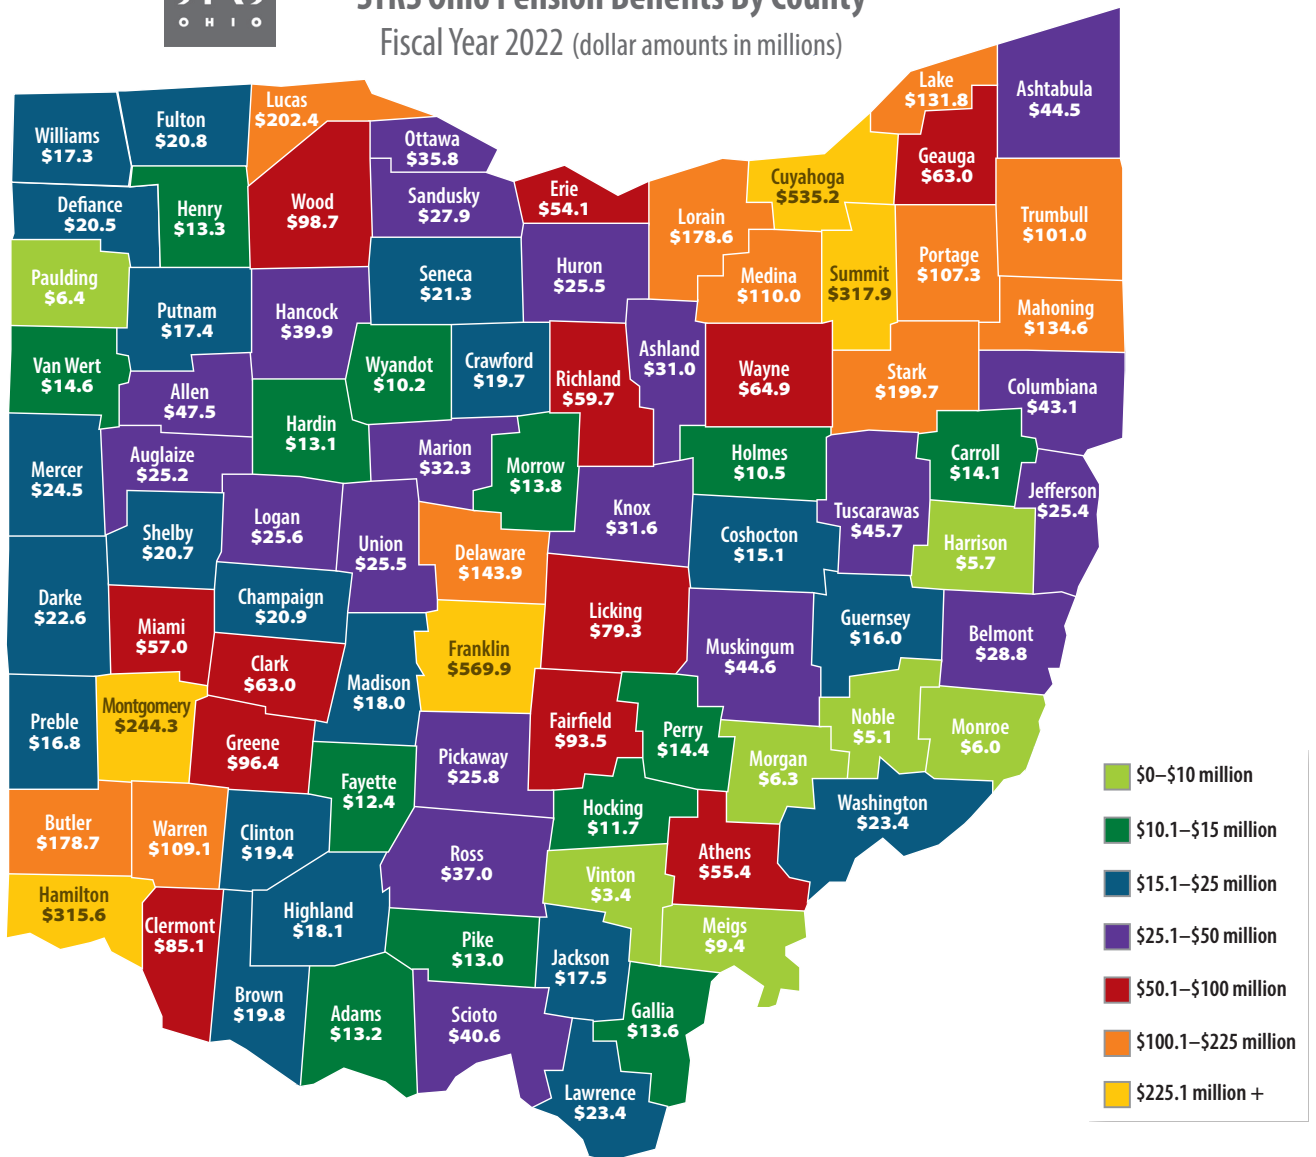 OHIO
STRS Ohio Pension Benefits By County
Fiscal Year 2022 (dollar amounts in millions)
Williams
$17.3
Fulton
$20.8
Lucas
$202.4
Ottawa
$35.8
Lake
$131.8
Ashtabula
$44.5
Geauga
$63.0
Cuyahoga
$535.2
Defiance
$20.5
Henry
$13.3
Wood
$98.7
Sandusky
$27.9
Erie
$54.1
Lorain
$178.6
Trumbull
$101.0
Paulding
$6.4
Putnam
$17.4
Hancock
$39.9
Seneca
$21.3
Huron
$25.5
Medina
$110.0
Summit
$317.9
Portage
$107.3
Mahoning
$134.6
Van Wert
$14.6
Allen
$47.5
Wyandot
$10.2
Crawford
$19.7
Richland
$59.7
Ashland
$31.0
Wayne
$64.9
Stark
$199.7
Columbiana
$43.1
Mercer
$24.5
Auglaize
$25.2
Hardin
$13.1
Marion
$32.3
Morrow
$13.8
Holmes
$10.5
Carroll
$14.1
Jefferson
$25.4
Shelby
$20.7
Logan
$25.6
Union
$25.5
Delaware
$143.9
Knox
$31.6
Coshocton
$15.1
Tuscarawas
$45.7
Harrison
$5.7
Darke
$22.6
Miami
$57.0
Champaign
$20.9
Clark
$63.0
Madison
$18.0
Franklin
$569.9
Licking
$79.3
Muskingum
$44.6
Guernsey
$16.0
Belmont
$28.8
Preble
$16.8
Montgomery
$244.3
Greene
$96.4
Fayette
$12.4
Pickaway
$25.8
Fairfield
$93.5
Perry
$14.4
Morgan
$6.3
Noble
$5.1
Monroe
$6.0
Butler
$178.7
Warren
$109.1
Clinton
$19.4
Ross
$37.0
Hocking
$11.7
Athens
$55.4
Washington
$23.4
Hamilton
$315.6
Clermont
$85.1
Highland
$18.1
Pike
$13.0
Vinton
$3.4
Meigs
$9.4
Brown
$19.8
Adams
$13.2
Scioto
$40.6
Jackson
$17.5
Gallia
$13.6
Lawrence
$23.4
$0–$10 million
$10.1–$15 million
$15.1–$25 million
$25.1–$50 million
$50.1–$100 million
$100.1–$225 million
$225.1 million +